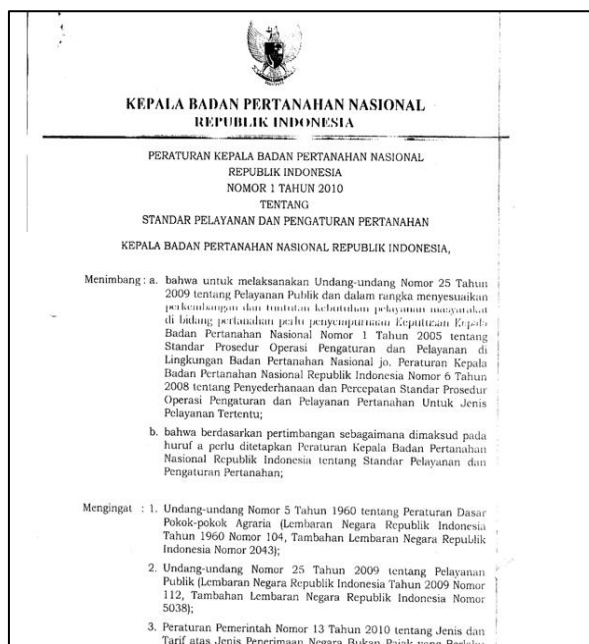 KEPALA BADAN PERTANAHAN NASIONAL
REPUBLIK INDONESIA
PERATURAN KEPALA BADAN PERTANAHAN NASIONAL
REPUBLIK INDONESIA
NOMOR 1 TAHUN 2010
TENTANG
STANDAR PELAYANAN DAN PENGATURAN PERTANAHAN
KEPALA BADAN PERTANAHAN NASIONAL REPUBLIK INDONESIA,
Menimbang : a. bahwa untuk melaksanakan Undang-undang Nomor 25 Tahun
2009 tentang Pelayanan Publik dan dalam rangka menyesuaikan
perkembangan dan tuntutan kebutuhan pelayanan masyarakat
di bidang pertanahan perlu penyempurnaan Keputusan Kepala
Badan Pertanahan Nasional Nomor 1 Tahun 2005 tentang
Standar Prosedur Operasi Pengaturan dan Pelayanan di
Lingkungan Badan Pertanahan Nasional jo. Peraturan Kepala
Badan Pertanahan Nasional Republik Indonesia Nomor 6 Tahun
2008 tentang Penyederhanaan dan Percepatan Standar Prosedur
Operasi Pengaturan dan Pelayanan Pertanahan Untuk Jenis
Pelayanan Tertentu;
b. bahwa berdasarkan pertimbangan sebagaimana dimaksud pada
huruf a perlu ditetapkan Peraturan Kepala Badan Pertanahan
Nasional Republik Indonesia tentang Standar Pelayanan dan
Pengaturan Pertanahan;
Mengingat : 1. Undang-undang Nomor 5 Tahun 1960 tentang Peraturan Dasar
Pokok-pokok Agraria (Lembaran Negara Republik Indonesia
Tahun 1960 Nomor 104, Tambahan Lembaran Negara Republik
Indonesia Nomor 2043);
2. Undang-undang Nomor 25 Tahun 2009 tentang Pelayanan
Publik (Lembaran Negara Republik Indonesia Tahun 2009 Nomor
112, Tambahan Lembaran Negara Republik Indonesia Nomor
5038);
3. Peraturan Pemerintah Nomor 13 Tahun 2010 tentang Jenis dan
Tarif atas Jenis Penerimaan Negara Bukan Pajak yang Berlaku